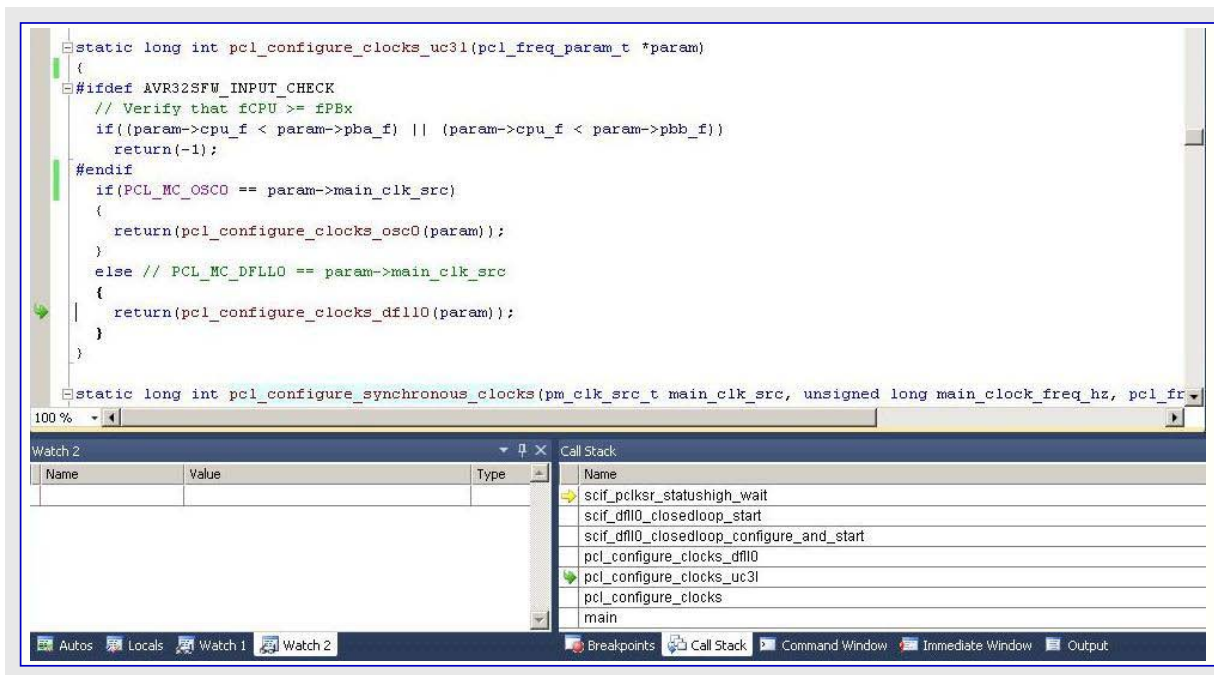 static long int pcl_configure_clocks_uc3l(pcl_freq_param_t *param)
{
#ifdef AVR32SFW_INPUT_CHECK
// Verify that fCPU >= fPBx
if((param->cpu_f < param->pba_f) || (param->cpu_f < param->pbb_f))
return(-1);
#endif
if(PCL_MC_OSC0 == param->main_clk_src)
{
return(pcl_configure_clocks_osc0(param));
}
else // PCL_MC_DFLL0 == param->main_clk_src
{
return(pcl_configure_clocks_dfll0(param));
}
}
static long int pcl_configure_synchronous_clocks(pm_clk_src_t main_clk_src, unsigned long main_clock_freq_hz, pcl_fr
100 %
Watch 2
Name Value Type
Call Stack
Name
scif_pclksr_statushigh_wait
scif_dfll0_closedloop_start
scif_dfll0_closedloop_configure_and_start
pcl_configure_clocks_dfll0
pcl_configure_clocks_uc3l
pcl_configure_clocks
main
Autos Locals Watch 1 Watch 2
Breakpoints Call Stack Command Window Immediate Window Output